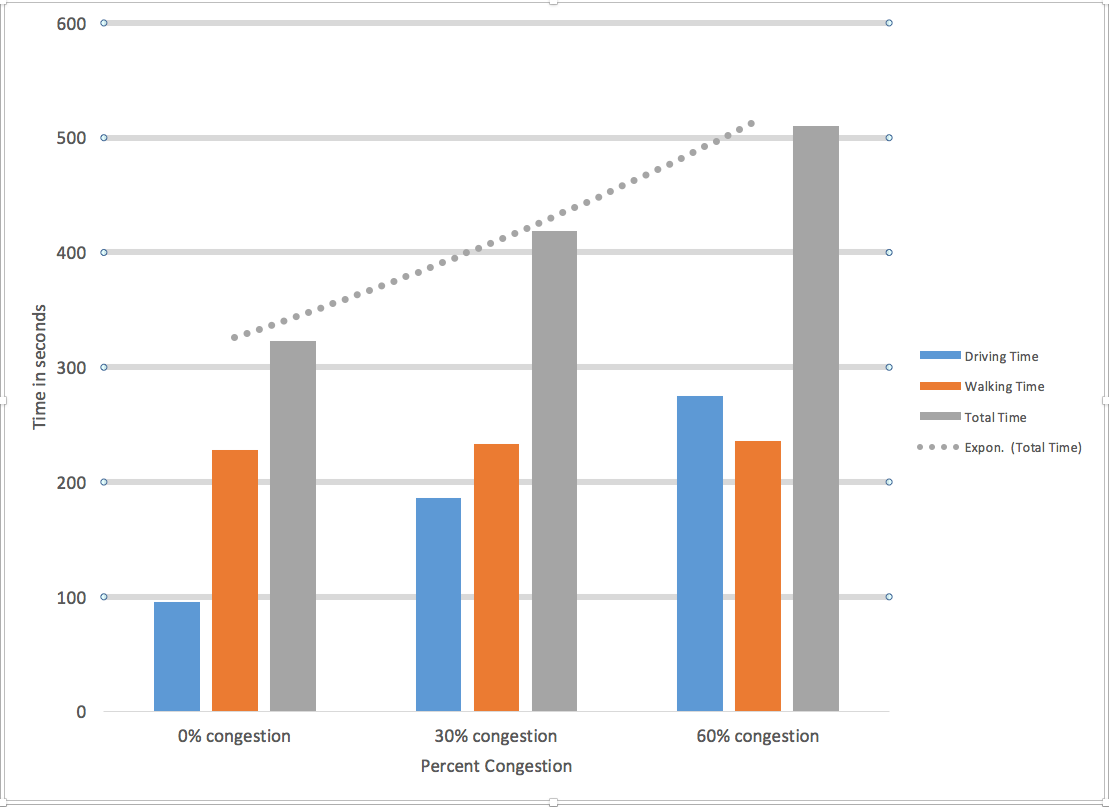 600
500
400
300
200
100
0
Time in seconds
0% congestion
30% congestion
60% congestion
Percent Congestion
Driving Time
Walking Time
Total Time
Expon. (Total Time)